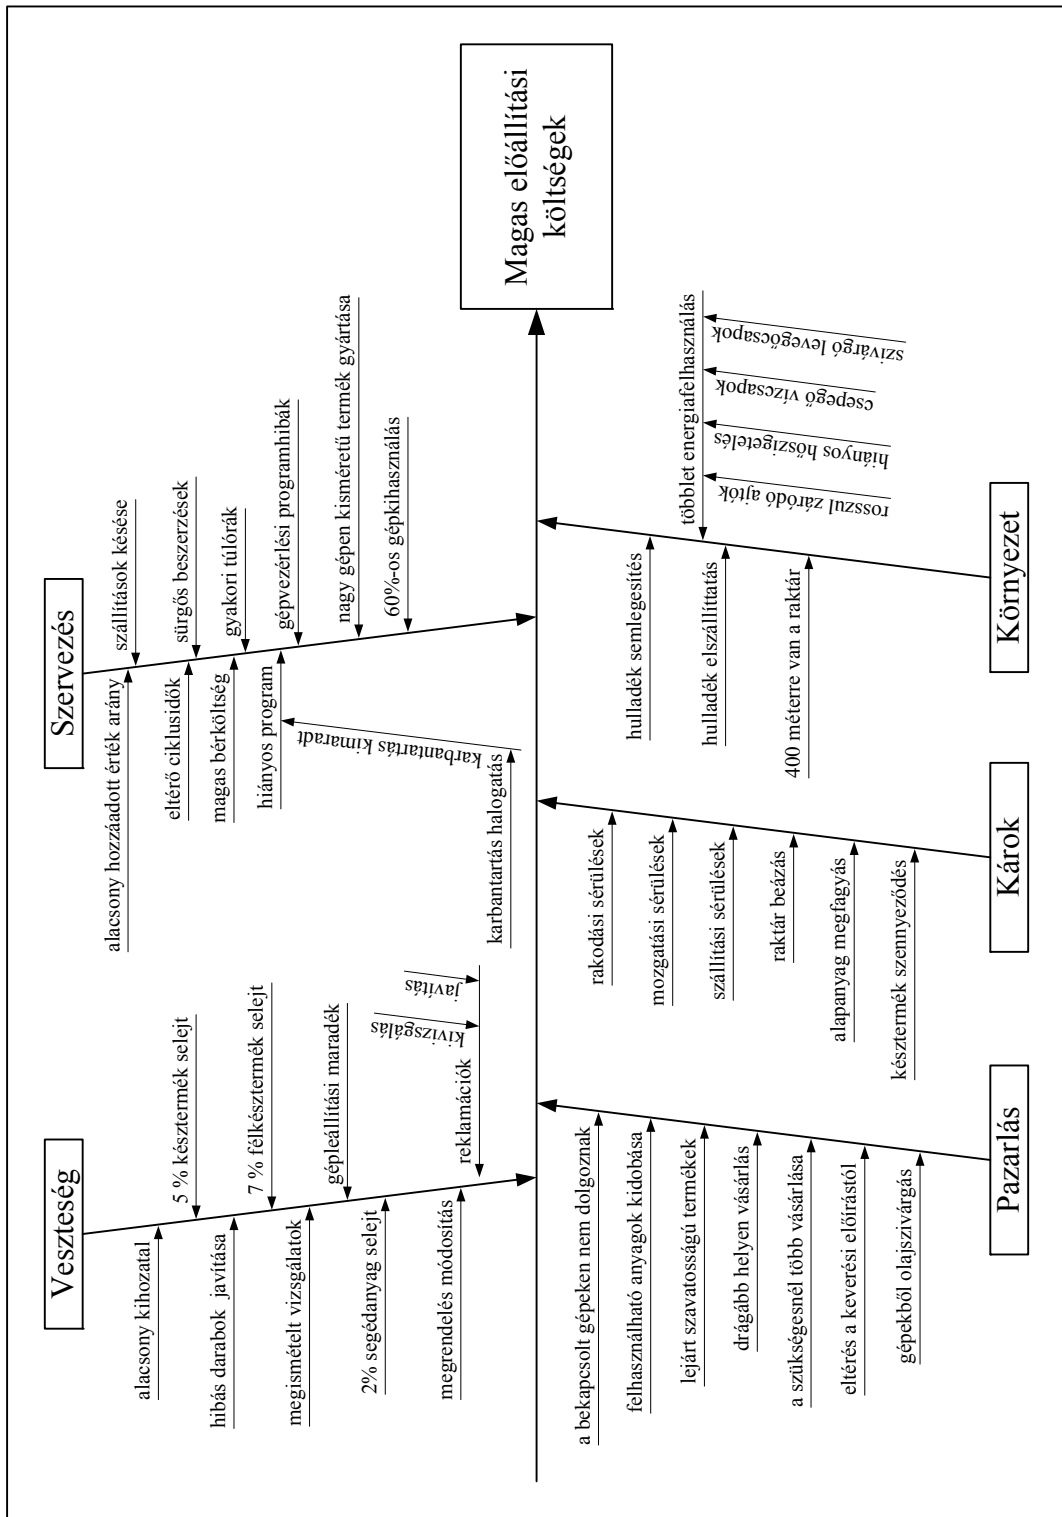 Magas előállítási
költségek
Veszteség
alacsony kihozatal
5 % késztermék selejt
hibás darabok javítása
7 % félkésztermék selejt
megismételt vizsgálatok
gépleállítási maradék
2% segédanyag selejt
megrendelés módosítás
reklamációk
kivizsgálás
javítás
Szervezés
alacsony hozzáadott érték arány
szállítások késése
eltérő ciklusidők
sürgős beszerzések
magas bérköltség
gyakori túlórák
hiányos program
gépvezérlési programhibák
karbantartás kimaradt
karbantartás halogatás
nagy gépen kisméretű termék gyártása
60%-os gépkihasználás
Pazarlás
a bekapcsolt gépeken nem dolgoznak
felhasználható anyagok kidobása
lejárt szavatosságú termékek
drágább helyen vásárlás
a szükségesnél több vásárlása
eltérés a keverési előírástól
gépekből olajszivárgás
Károk
rakodási sérülések
mozgatási sérülések
szállítási sérülések
raktár beázás
alapanyag megfagyás
késztermék szennyeződés
Környezet
hulladék semlegesítés
többlet energiafelhasználás
rosszul záródó ajtók
hiányos hőszigetelés
csepegő vízcsapok
szivárgó levegőcsapok
hulladék elszállíttatás
400 méterre van a raktár